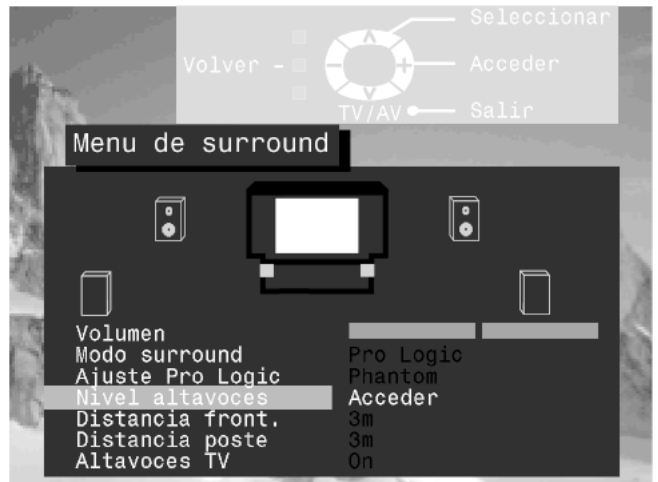 Seleccionar
Volver - Acceder
TV/AV Salir
Menu de surround
Volumen
Modo surround Pro Logic
Ajuste Pro Logic Phantom
Nivel altavoces Acceder
Distancia front. 3m
Distancia poste 3m
Altavoces TV On